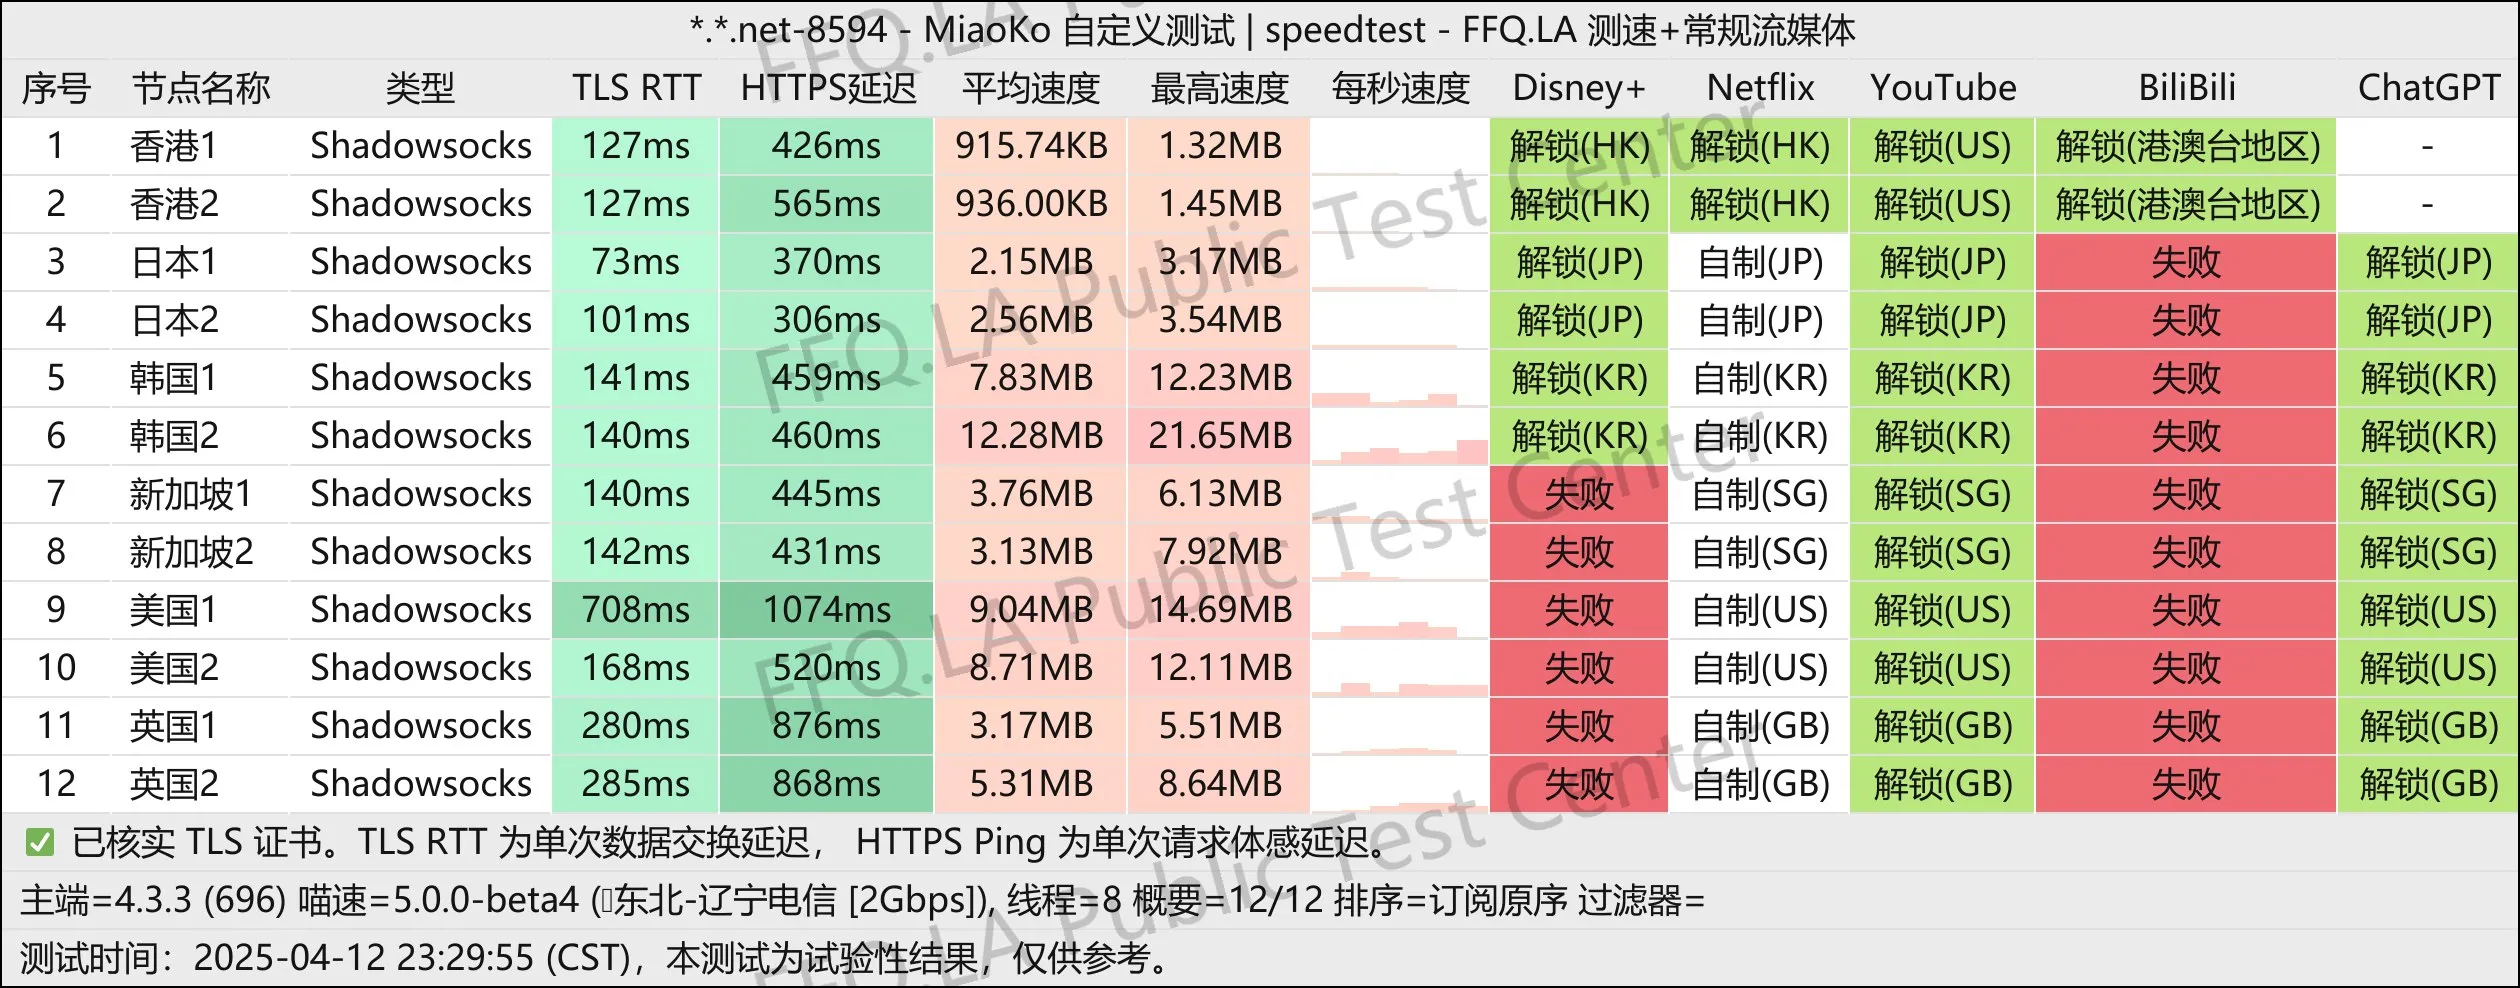 *.*.net-8594 - MiaoKo 自定义测试 | speedtest - FFQ.LA 测速+常规流媒体
序号 节点名称 类型 TLS RTT HTTPS延迟 平均速度 最高速度 每秒速度 Disney+ Netflix YouTube BiliBili ChatGPT
1 香港1 Shadowsocks 127ms 426ms 915.74KB 1.32MB 解锁(HK) 解锁(HK) 解锁(US) 解锁(港澳台地区) -
2 香港2 Shadowsocks 127ms 565ms 936.00KB 1.45MB 解锁(HK) 解锁(HK) 解锁(US) 解锁(港澳台地区) -
3 日本1 Shadowsocks 73ms 370ms 2.15MB 3.17MB 解锁(JP) 自制(JP) 解锁(JP) 失败 解锁(JP)
4 日本2 Shadowsocks 101ms 306ms 2.56MB 3.54MB 解锁(JP) 自制(JP) 解锁(JP) 失败 解锁(JP)
5 韩国1 Shadowsocks 141ms 459ms 7.83MB 12.23MB 解锁(KR) 自制(KR) 解锁(KR) 失败 解锁(KR)
6 韩国2 Shadowsocks 140ms 460ms 12.28MB 21.65MB 解锁(KR) 自制(KR) 解锁(KR) 失败 解锁(KR)
7 新加坡1 Shadowsocks 140ms 445ms 3.76MB 6.13MB 失败 自制(SG) 解锁(SG) 失败 解锁(SG)
8 新加坡2 Shadowsocks 142ms 431ms 3.13MB 7.92MB 失败 自制(SG) 解锁(SG) 失败 解锁(SG)
9 美国1 Shadowsocks 708ms 1074ms 9.04MB 14.69MB 失败 自制(US) 解锁(US) 失败 解锁(US)
10 美国2 Shadowsocks 168ms 520ms 8.71MB 12.11MB 失败 自制(US) 解锁(US) 失败 解锁(US)
11 英国1 Shadowsocks 280ms 876ms 3.17MB 5.51MB 失败 自制(GB) 解锁(GB) 失败 解锁(GB)
12 英国2 Shadowsocks 285ms 868ms 5.31MB 8.64MB 失败 自制(GB) 解锁(GB) 失败 解锁(GB)
✅ 已核实 TLS 证书。TLS RTT 为单次数据交换延迟， HTTPS Ping 为单次请求体感延迟。
主端=4.3.3 (696) 喵速=5.0.0-beta4 (东北-辽宁电信 [2Gbps]), 线程=8 概要=12/12 排序=订阅原序 过滤器=
测试时间：2025-04-12 23:29:55 (CST)，本测试为试验性结果，仅供参考。
FFQ.LA Public Test Center
FFQ.LA Public Test Center
FFQ.LA Public Test Center
FFQ.LA Public Test Center